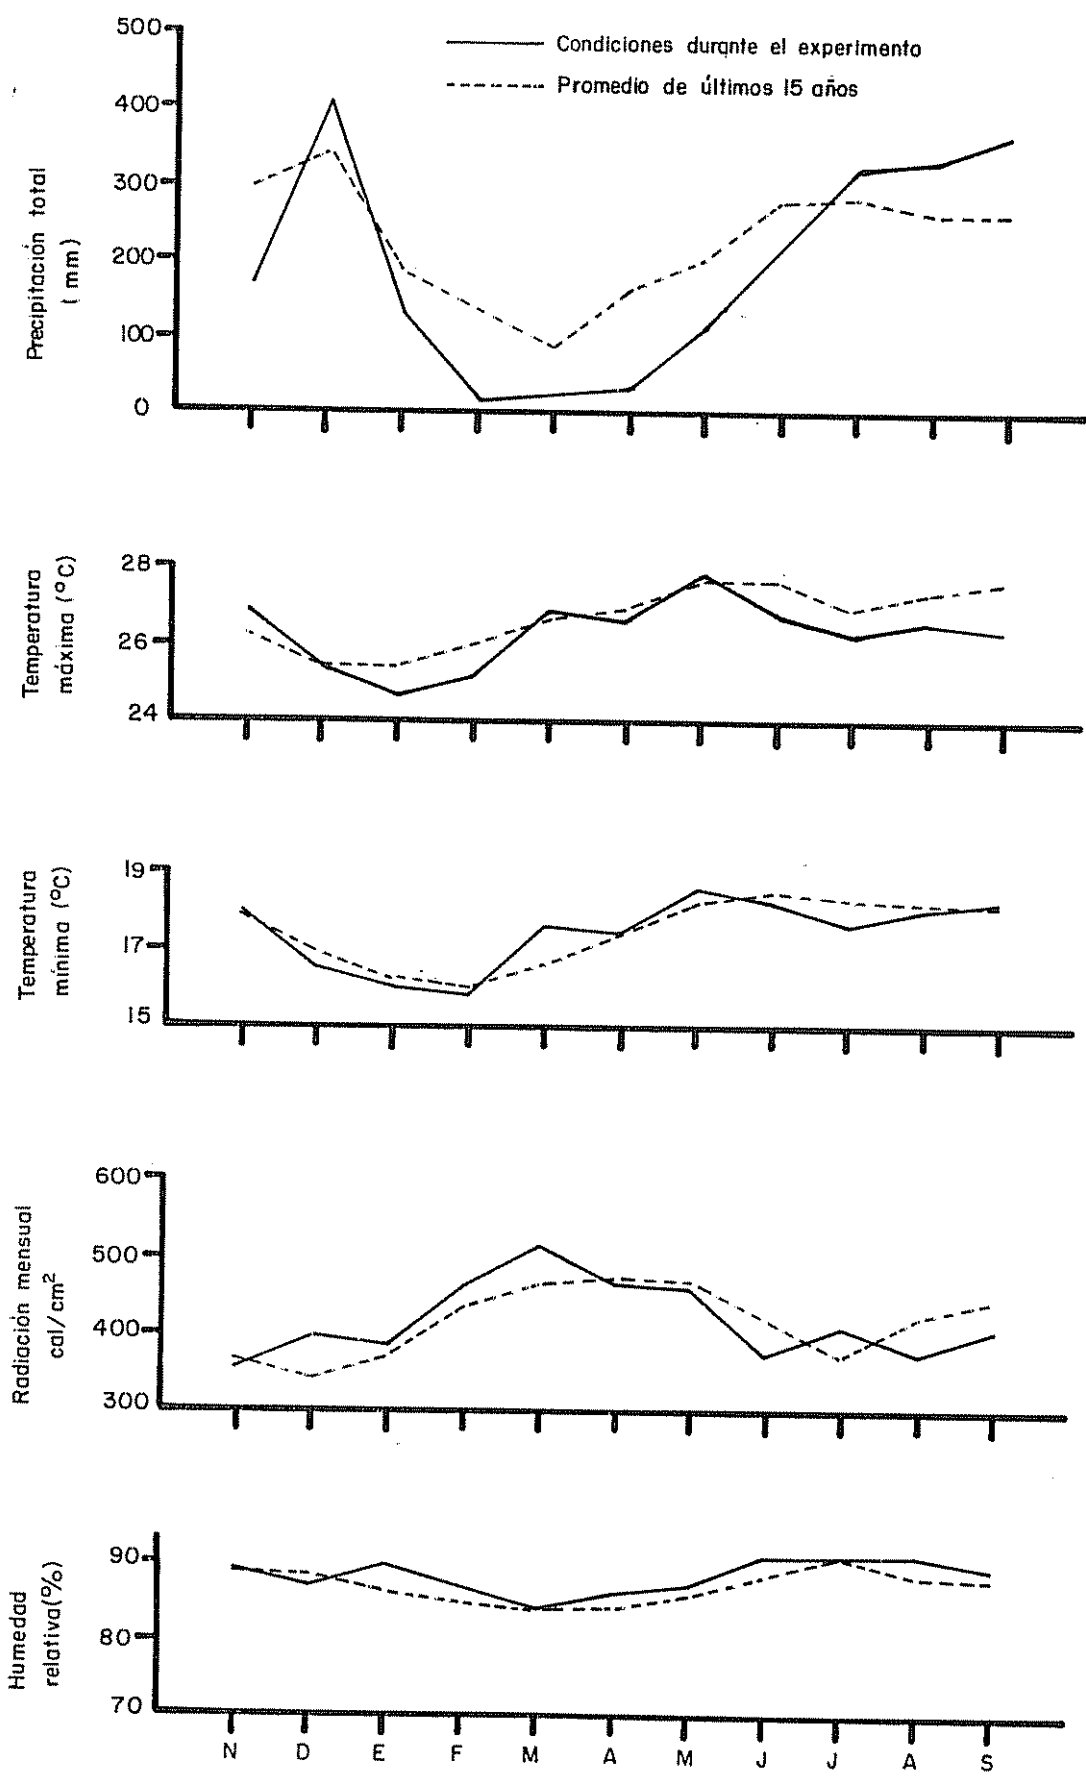 500
Condiciones durante el experimento
Promedio de últimos 15 años
400
300
200
100
0
Precipitación total
(mm)
28
26
24
Temperatura
máxima (°C)
19
17
15
Temperatura
mínima (°C)
600
500
400
300
Radiación mensual
cal/cm²
90
80
70
Humedad
relativa(%)
N D E F M A M J J A S